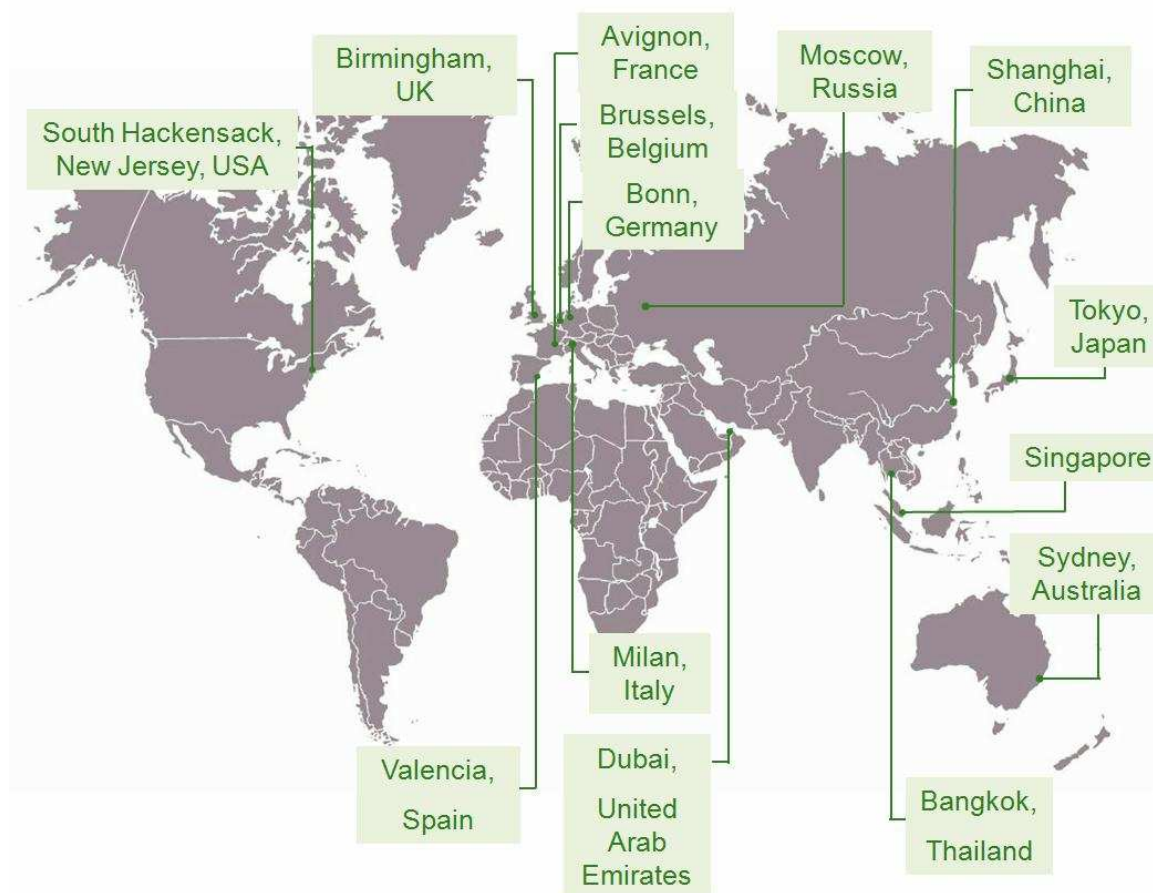 Avignon,
France
Birmingham,
UK
Moscow,
Russia
Shanghai,
China
Brussels,
Belgium
South Hackensack,
New Jersey, USA
Bonn,
Germany
Tokyo,
Japan
Singapore
Sydney,
Australia
Milan,
Italy
Valencia,
Spain
Dubai,
United
Arab
Emirates
Bangkok,
Thailand